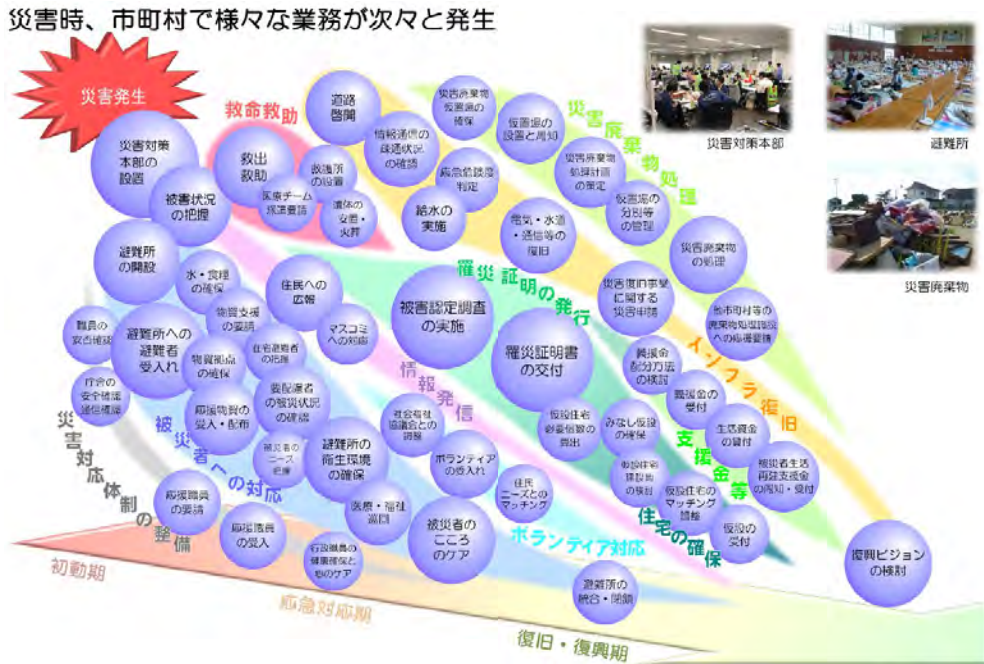 災害時、市町村で様々な業務が次々と発生
災害発生
災害対策
本部の
設置
被害状況
の把握
避難所
の開設
救命救助
救出
救助
救護所
の設置
医療チーム
派遣要請
遺体の
安置・
火葬
道路
啓開
情報通信の
疎通状況
の確認
応急危険度
判定
給水の
実施
電気・水道
・通信等の
復旧
災害廃棄物
仮置場の
確保
仮置場の
設置と周知
災害廃棄物
処理計画
の策定
仮置場の
分別等
の管理
災害廃棄物
の処理
災害廃棄物処理
他市町村等の
廃棄物処理施設
への応援要請
災害対策本部
避難所
災害廃棄物
水・食糧
の確保
住民への
広報
物資支援
の要請
マスコミ
への対応
職員の
安否確認
避難所への
避難者
受入れ
物資拠点
の確保
在宅避難者
の把握
庁舎の
安全確認
通信確認
応援物資の
受入・配布
要配慮者
の被災状況
の確認
被災者の
ニーズ
把握
避難所の
衛生環境
の確保
罹災証明の発行
被害認定調査
の実施
罹災証明書
の交付
災害復旧事業
に関する
災害申請
インフラ復旧
義援金
配分方法
の検討
義援金の
受付
生活資金
の貸付
被災者生活
再建支援金
の周知・受付
支援金等
情報発信
社会福祉
協議会との
調整
ボランティア
の受入れ
住民
ニーズとの
マッチング
ボランティア対応
仮設住宅
必要個数の
算出
みなし仮設
の確保
仮設住宅
建設員
の検討
仮設住宅の
マッチング
調整
仮設の
受付
住宅の確保
災害対応体制の整備
被災者への対応
応援職員
の要請
応援職員
の受入
医療・福祉
巡回
行政職員の
健康確保と
心のケア
被災者の
こころ
のケア
避難所の
統合・閉鎖
復興ビジョン
の検討
初動期
応急対応期
復旧・復興期